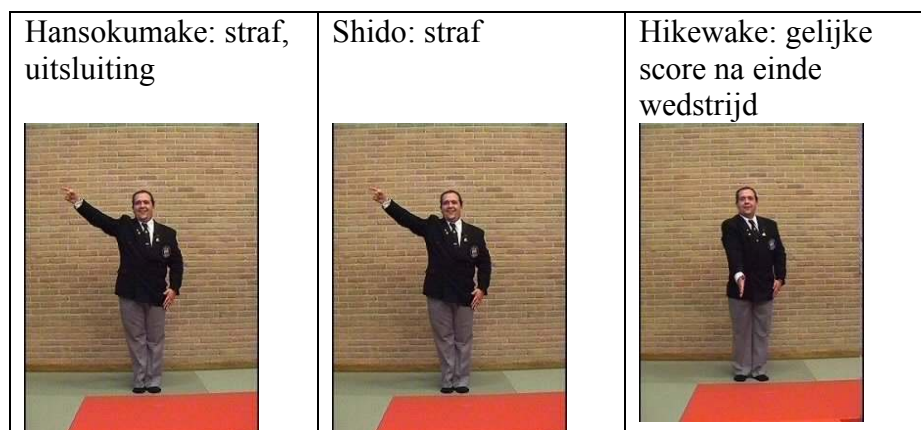 Hansokumake: straf,
uitsluiting
Shido: straf
Hikewake: gelijke
score na einde
wedstrijd